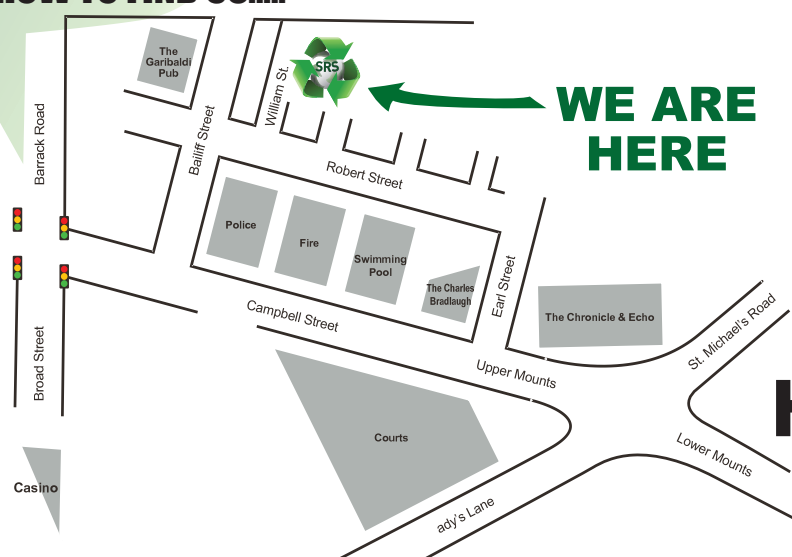 The
Garibaldi
Pub
SRS
William St.
WE ARE
HERE
Barrack Road
Bailiff Street
Robert Street
Police
Fire
Swimming
Pool
The Charles
Bradlaugh
Earl Street
The Chronicle & Echo
St. Michael's Road
Campbell Street
Upper Mounts
Broad Street
Courts
Lower Mounts
Casino
ady's Lane